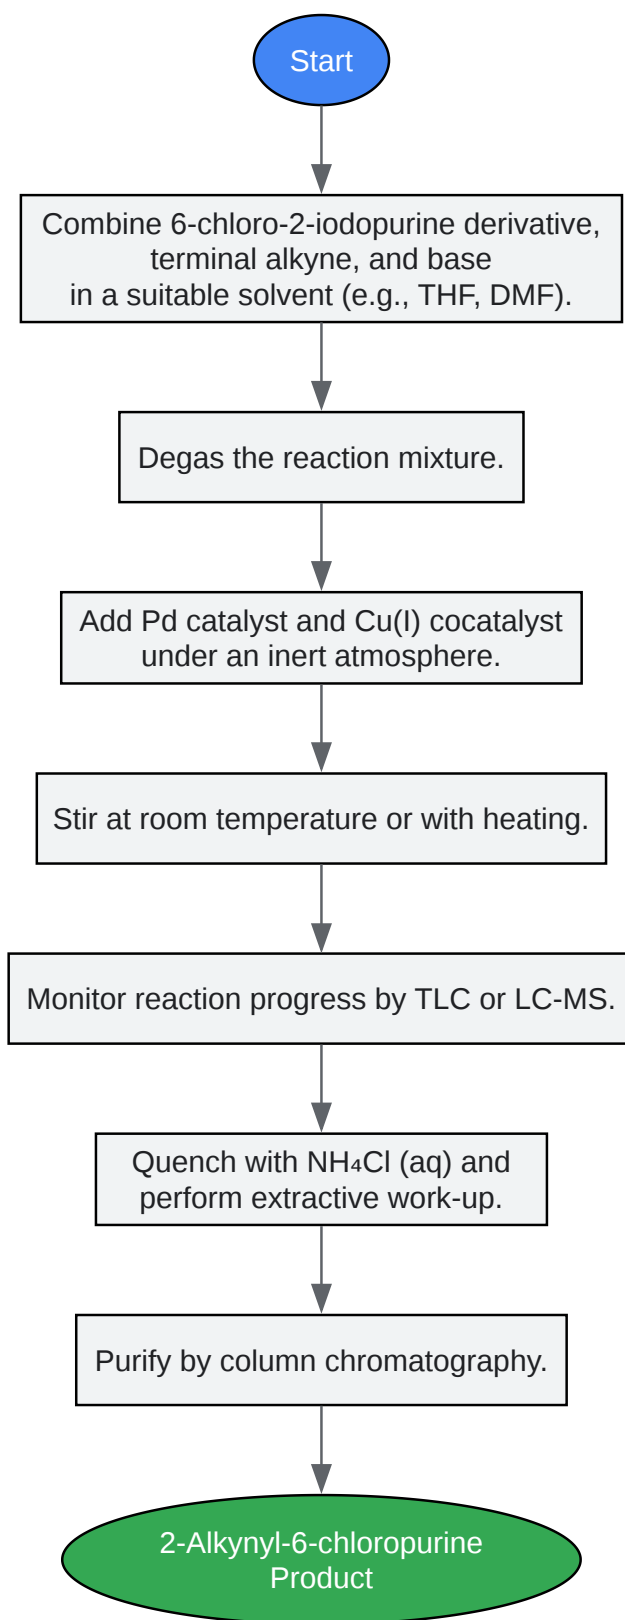 Start
Combine 6-chloro-2-iodopurine derivative,
terminal alkyne, and base
in a suitable solvent (e.g., THF, DMF).
Degas the reaction mixture.
Add Pd catalyst and Cu(I) cocatalyst
under an inert atmosphere.
Stir at room temperature or with heating.
Monitor reaction progress by TLC or LC-MS.
Quench with NH₄Cl (aq) and
perform extractive work-up.
Purify by column chromatography.
2-Alkynyl-6-chloropurine
Product